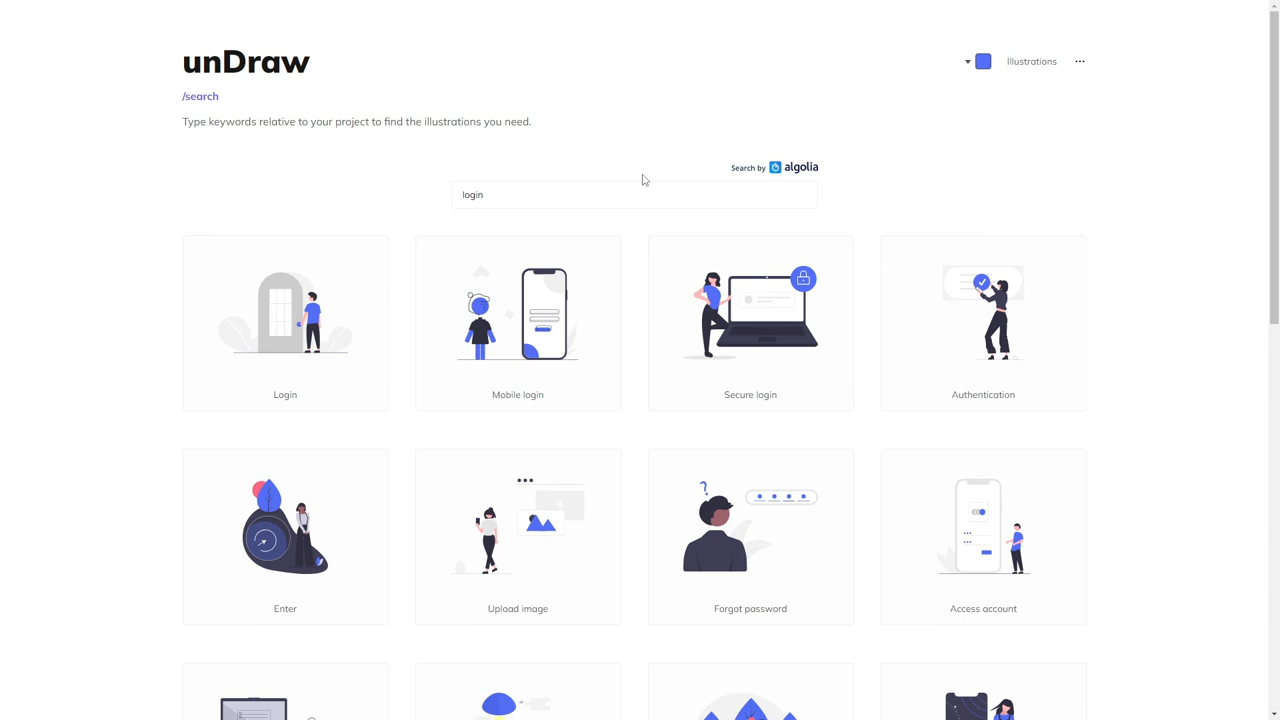 unDraw
Illustrations
/search
Type keywords relative to your project to find the illustrations you need.
Search by algolia
login
Login
Mobile login
Secure login
Authentication
Enter
Upload image
Forgot password
Access account